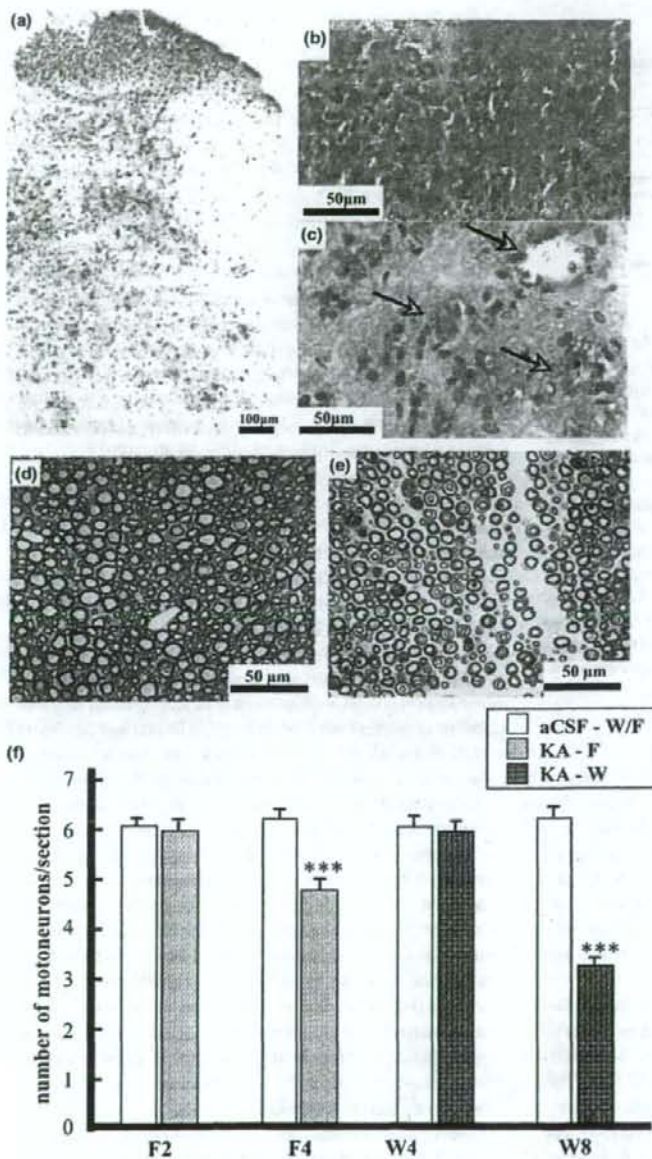 (a)
(b)
50µm
(c)
100µm
50µm
(d)
50 µm
(e)
50 µm
aCSF - W/F
KA - F
KA - W
(f)
number of motoneurons/section
7
6
5
4
3
2
1
0
***
***
F2
F4
W4
W8